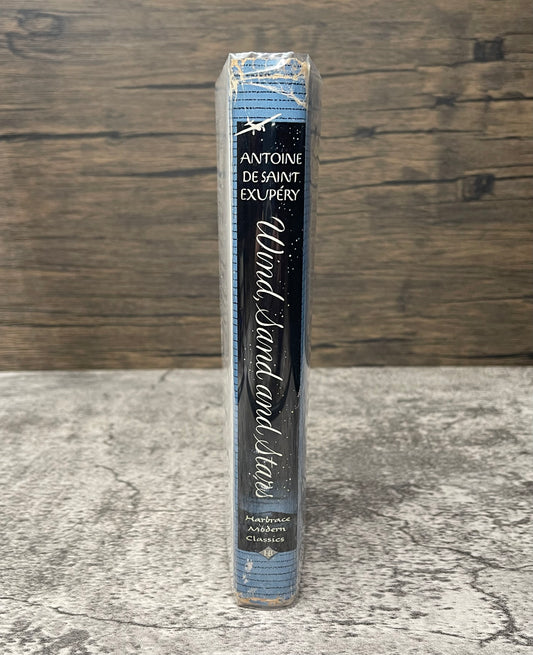 ANTOINE
DE SAINT
EXUPÉRY
Wind, Sand and Stars
Harbrace
Modern
Classics